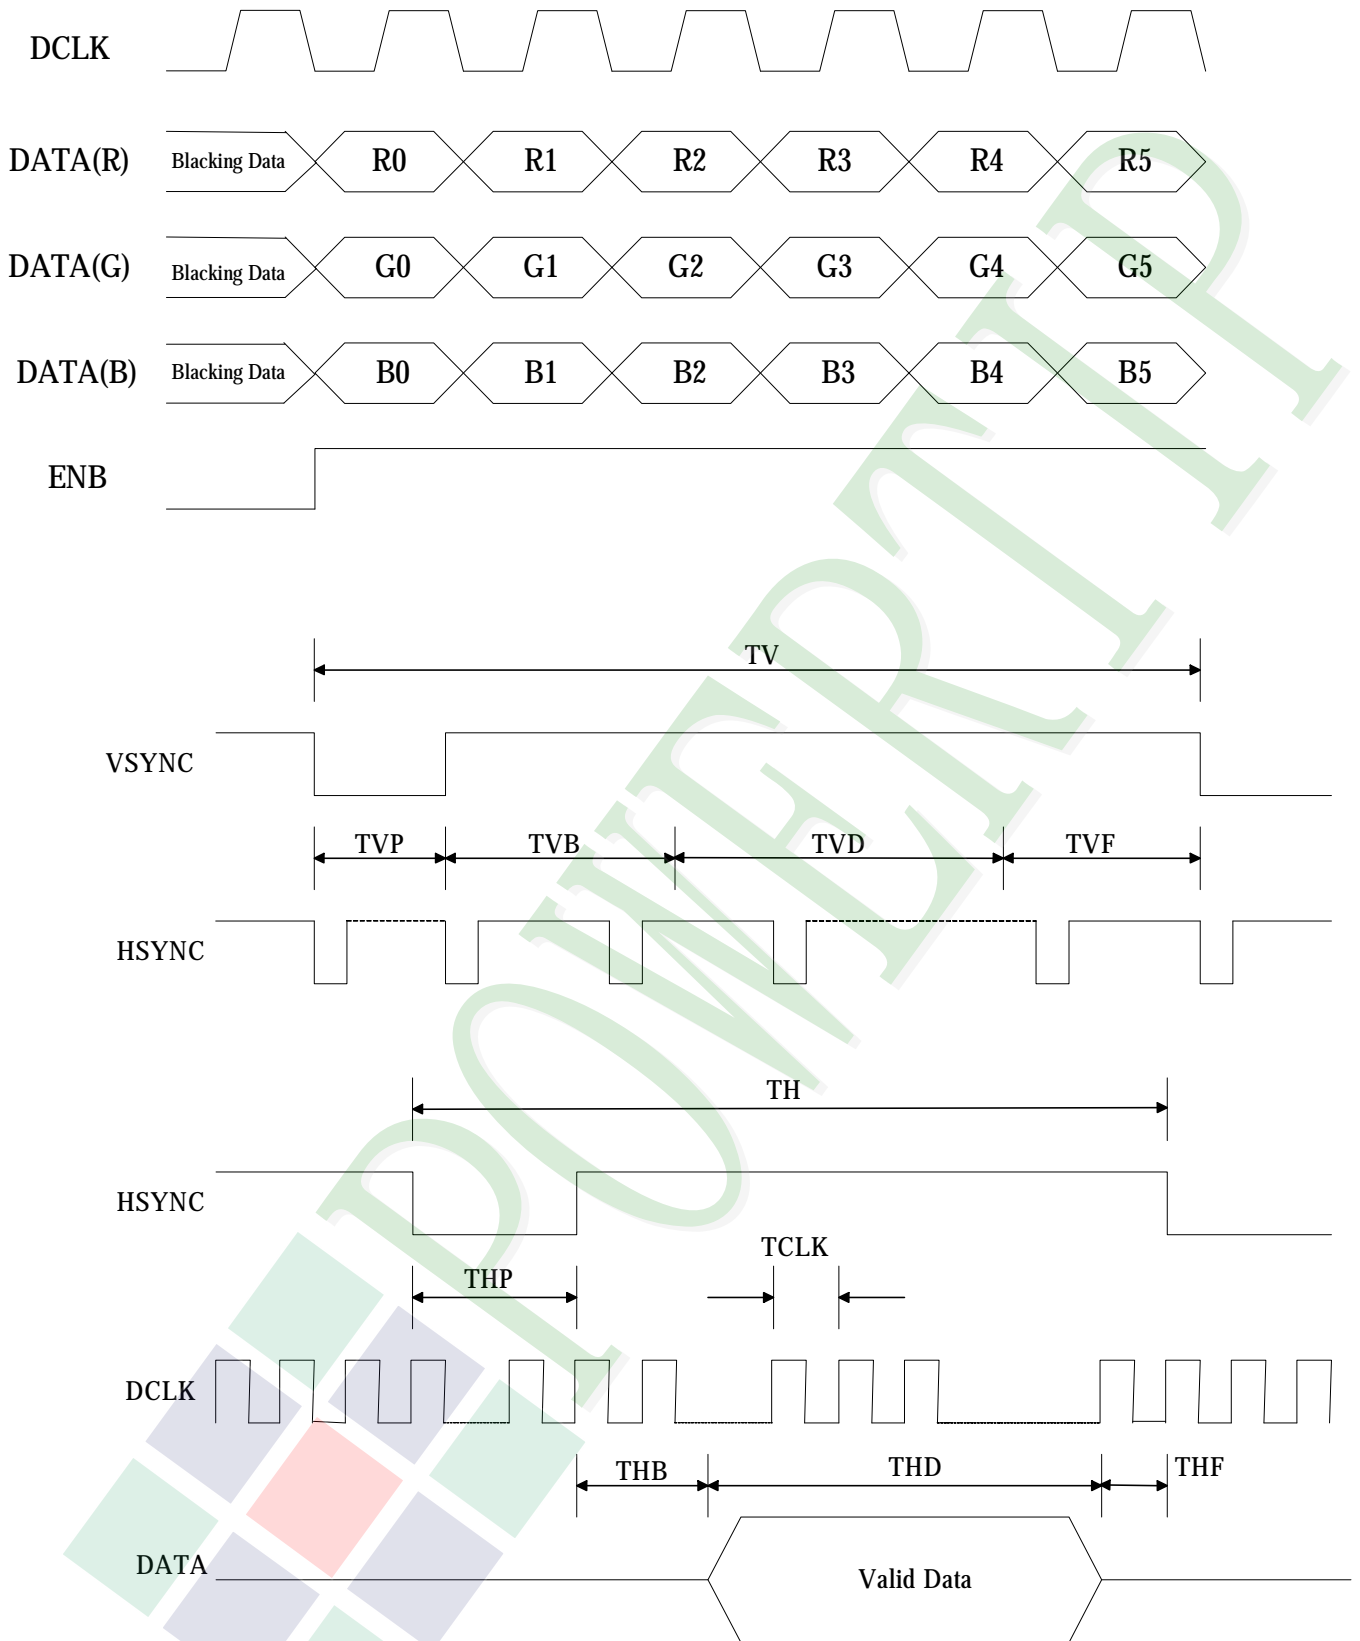 DCLK
DATA(R) Blacking Data R0 R1 R2 R3 R4 R5
DATA(G) Blacking Data G0 G1 G2 G3 G4 G5
DATA(B) Blacking Data B0 B1 B2 B3 B4 B5
ENB
TV
VSYNC
TVP TVB TVD TVF
HSYNC
TH
HSYNC
TCLK
THP
DCLK
THB THD THF
DATA Valid Data
POWERTIP